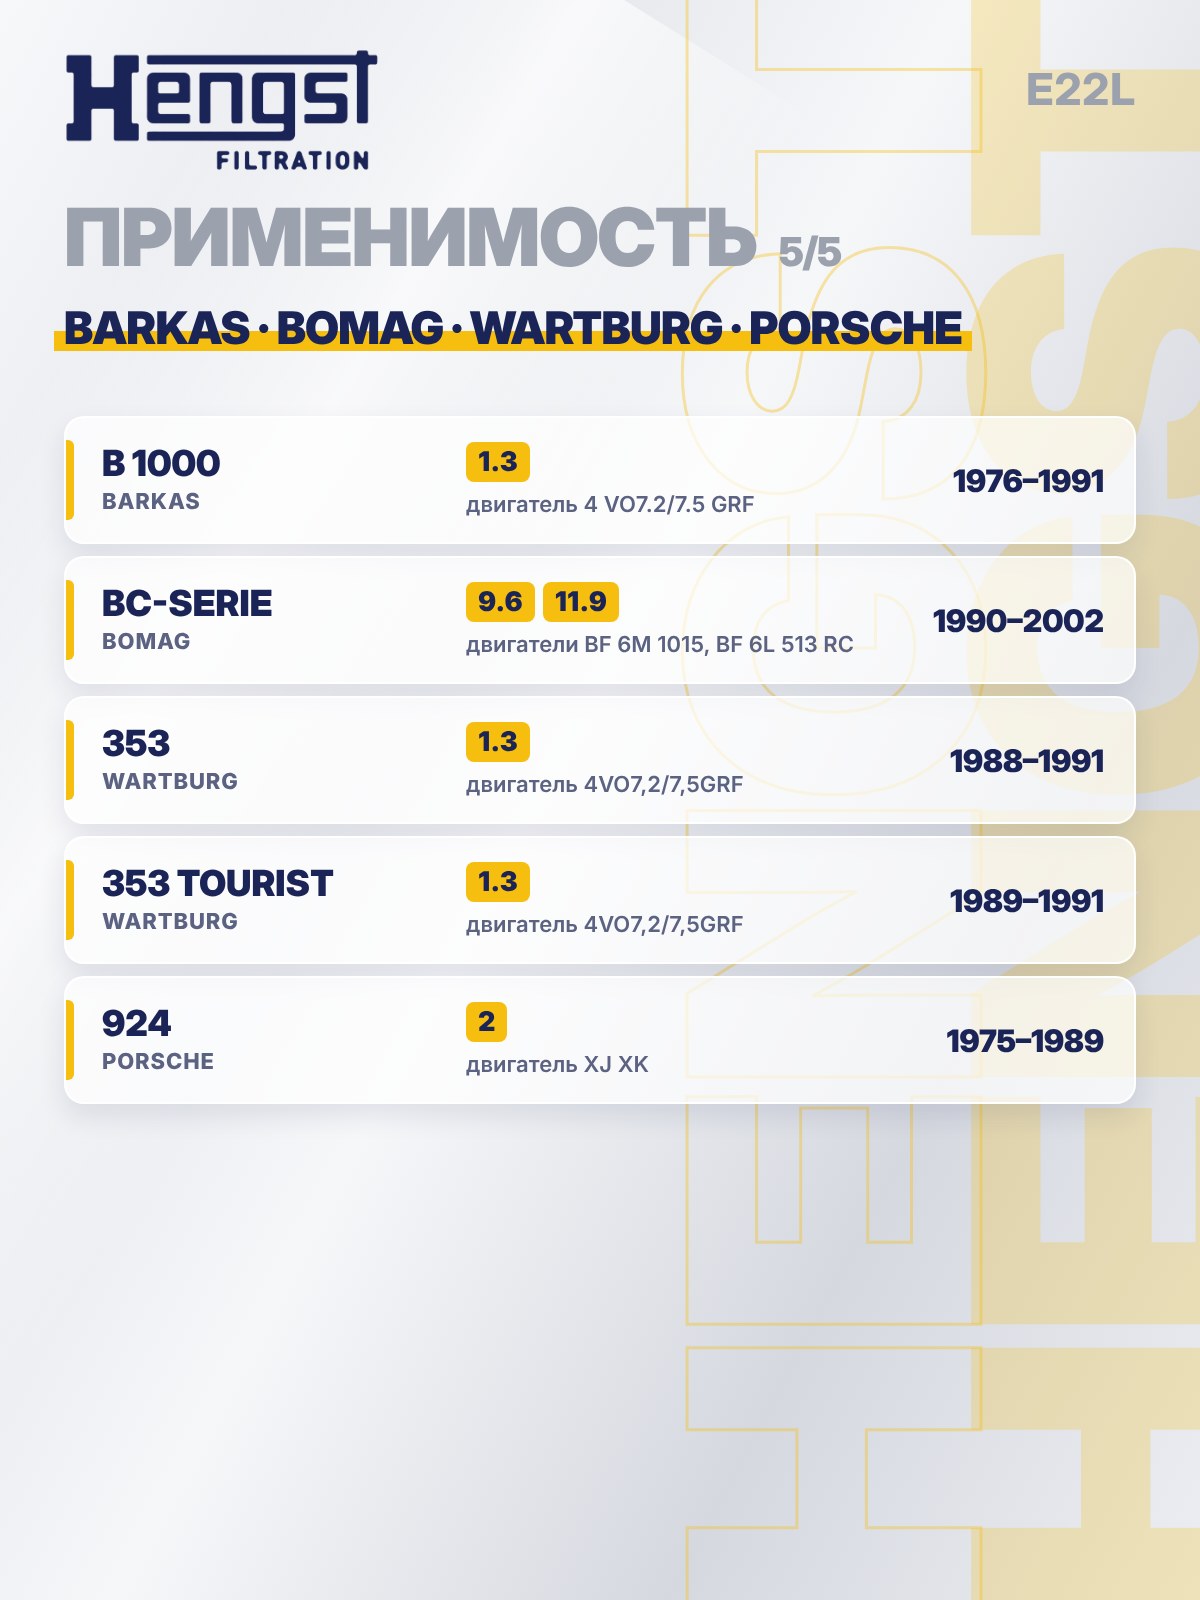 Hengst
FILTRATION
E22L
ПРИМЕНИМОСТЬ 5/5
BARKAS · BOMAG · WARTBURG · PORSCHE
B 1000
BARKAS
1.3
двигатель 4 VO7.2/7.5 GRF
1976–1991
BC-SERIE
BOMAG
9.6 11.9
двигатели BF 6M 1015, BF 6L 513 RC
1990–2002
353
WARTBURG
1.3
двигатель 4VO7,2/7,5GRF
1988–1991
353 TOURIST
WARTBURG
1.3
двигатель 4VO7,2/7,5GRF
1989–1991
924
PORSCHE
2
двигатель XJ XK
1975–1989
HENGST
HENGST